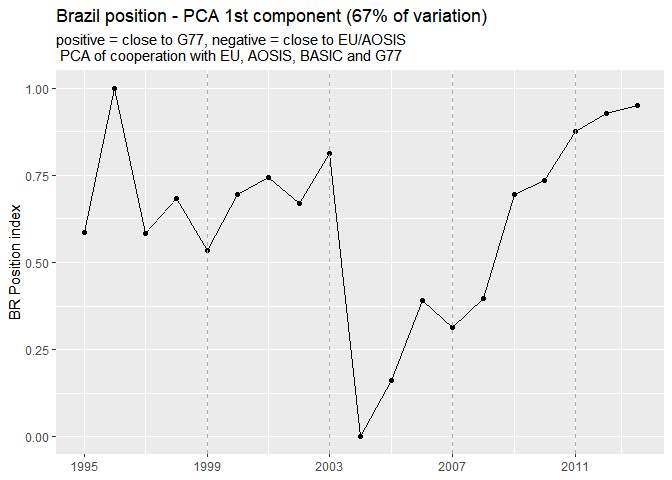 Brazil position - PCA 1st component (67% of variation)
positive = close to G77, negative = close to EU/AOSIS
PCA of cooperation with EU, AOSIS, BASIC and G77
1.00
0.75
0.50
0.25
0.00
BR Position index
1995 1999 2003 2007 2011